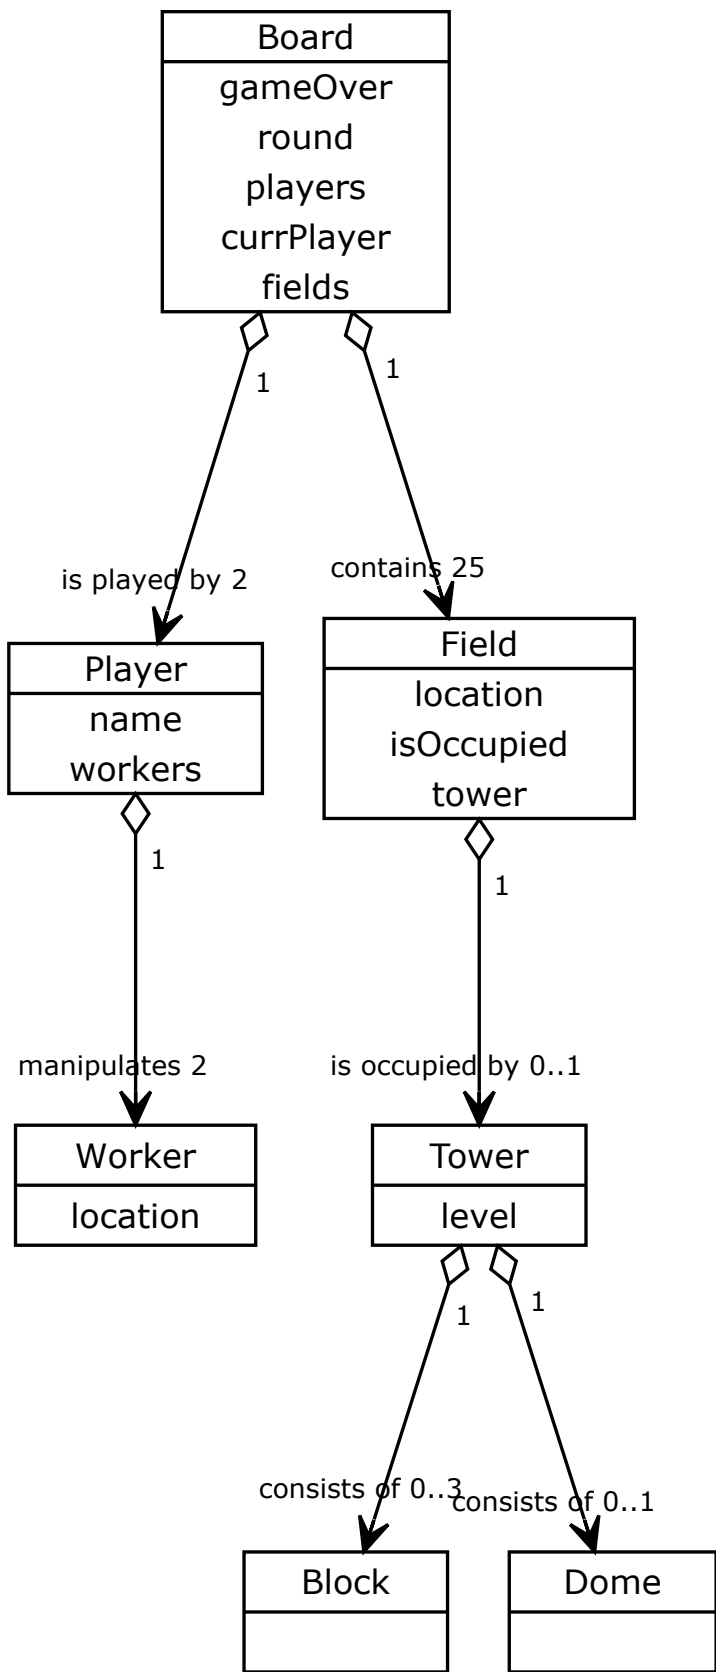 Board
gameOver
round
players
currPlayer
fields
1
1
is played by 2
contains 25
Player
name
workers
Field
location
isOccupied
tower
1
1
manipulates 2
is occupied by 0..1
Worker
location
Tower
level
1
1
consists of 0..3
consists of 0..1
Block
Dome